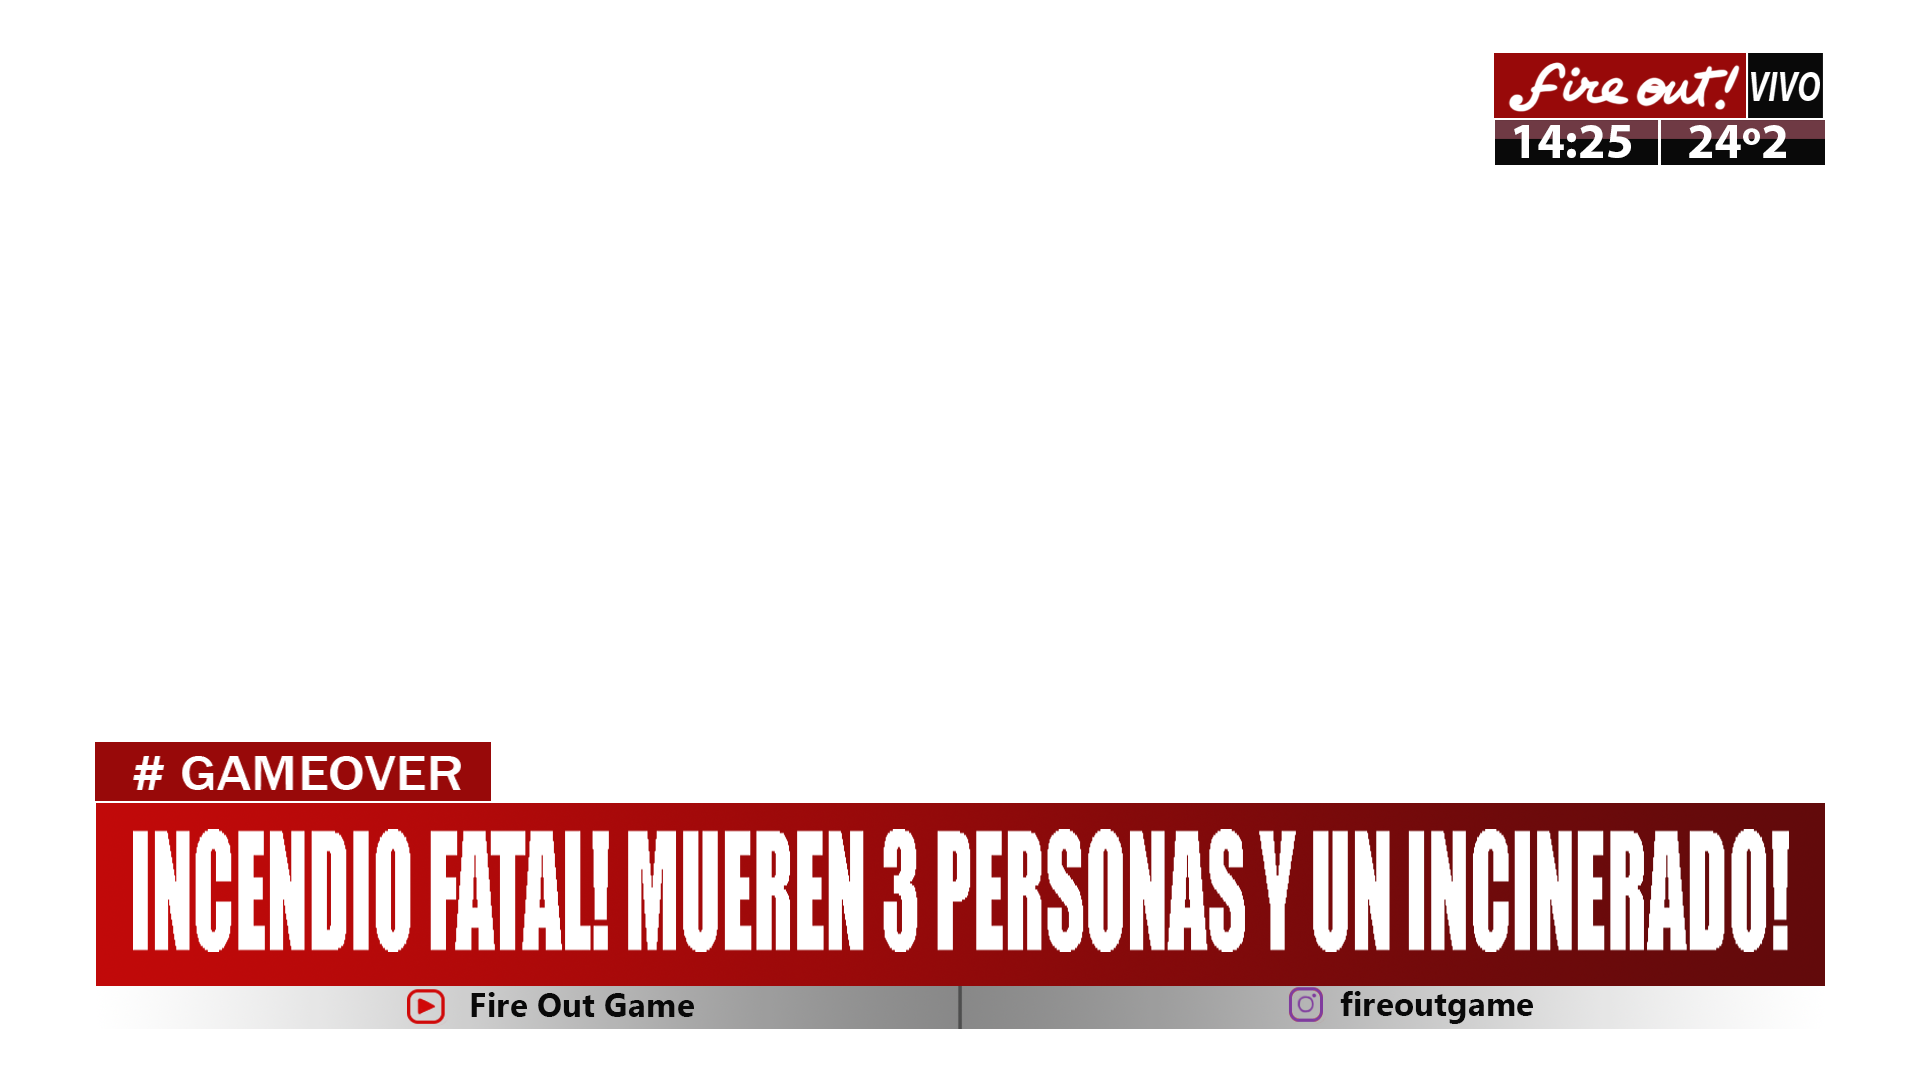 Fire out! VIVO
14:25 24º2
# GAMEOVER
INCENDIO FATAL! MUEREN 3 PERSONAS Y UN INCINERADO!
Fire Out Game fireoutgame